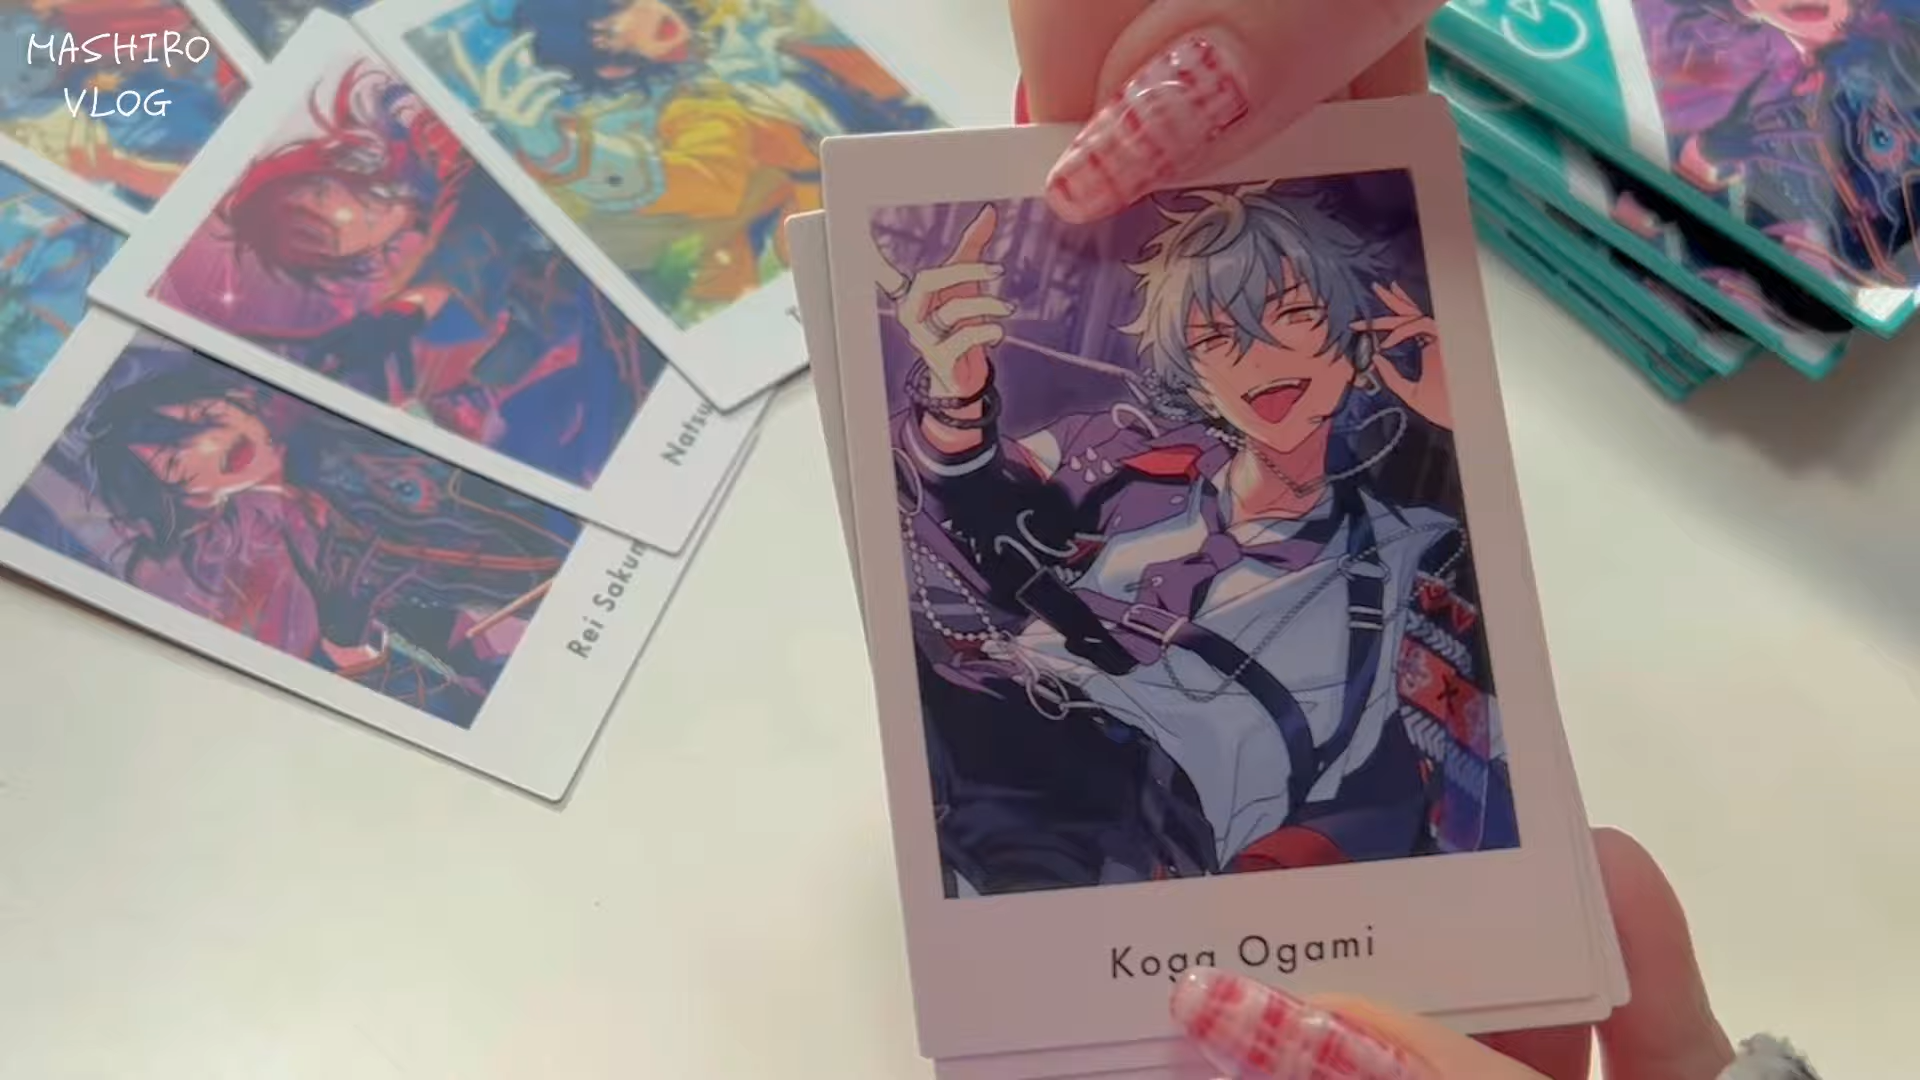 MASHIRO
VLOG
Natsu
Rei Sakum
Koga Ogami